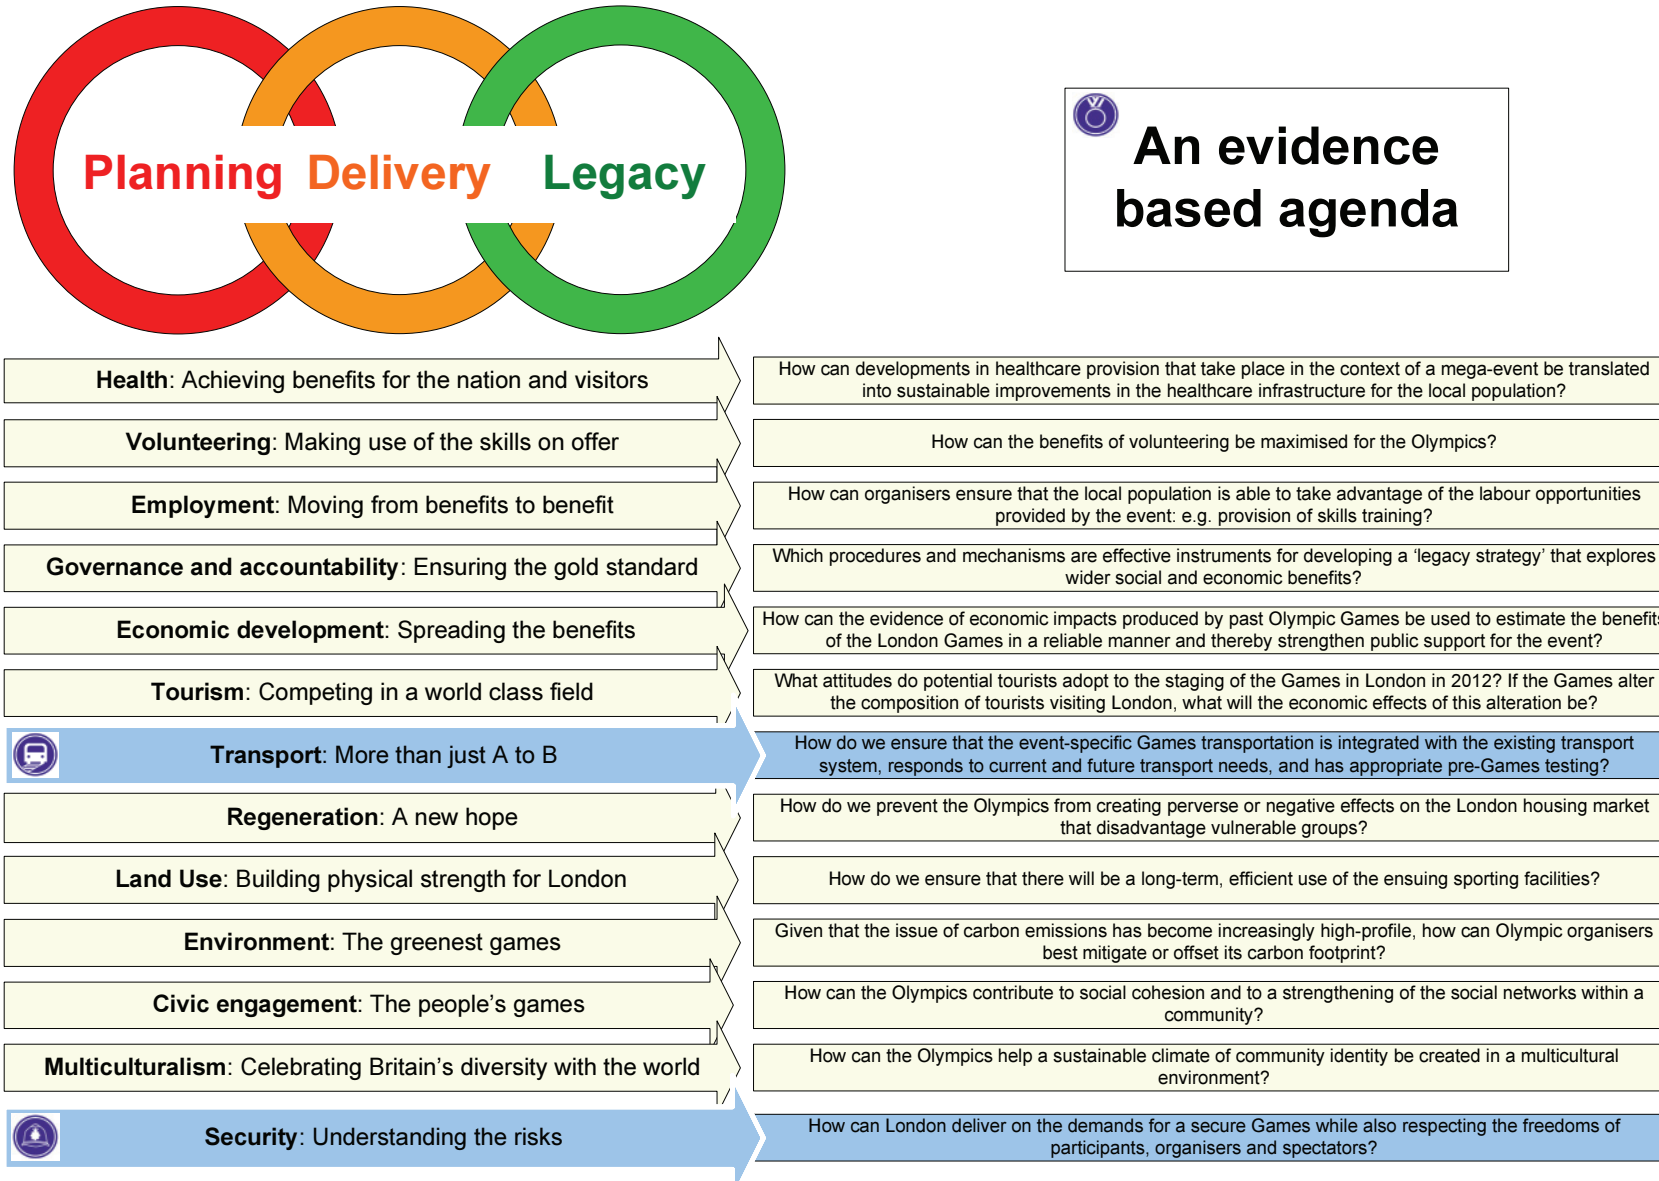 Planning Delivery Legacy
An evidence
based agenda
Health: Achieving benefits for the nation and visitors
How can developments in healthcare provision that take place in the context of a mega-event be translated
into sustainable improvements in the healthcare infrastructure for the local population?
Volunteering: Making use of the skills on offer
How can the benefits of volunteering be maximised for the Olympics?
Employment: Moving from benefits to benefit
How can organisers ensure that the local population is able to take advantage of the labour opportunities
provided by the event: e.g. provision of skills training?
Governance and accountability: Ensuring the gold standard
Which procedures and mechanisms are effective instruments for developing a ‘legacy strategy’ that explores
wider social and economic benefits?
Economic development: Spreading the benefits
How can the evidence of economic impacts produced by past Olympic Games be used to estimate the benefits
of the London Games in a reliable manner and thereby strengthen public support for the event?
Tourism: Competing in a world class field
What attitudes do potential tourists adopt to the staging of the Games in London in 2012? If the Games alter
the composition of tourists visiting London, what will the economic effects of this alteration be?
Transport: More than just A to B
How do we ensure that the event-specific Games transportation is integrated with the existing transport
system, responds to current and future transport needs, and has appropriate pre-Games testing?
Regeneration: A new hope
How do we prevent the Olympics from creating perverse or negative effects on the London housing market
that disadvantage vulnerable groups?
Land Use: Building physical strength for London
How do we ensure that there will be a long-term, efficient use of the ensuing sporting facilities?
Environment: The greenest games
Given that the issue of carbon emissions has become increasingly high-profile, how can Olympic organisers
best mitigate or offset its carbon footprint?
Civic engagement: The people’s games
How can the Olympics contribute to social cohesion and to a strengthening of the social networks within a
community?
Multiculturalism: Celebrating Britain’s diversity with the world
How can the Olympics help a sustainable climate of community identity be created in a multicultural
environment?
Security: Understanding the risks
How can London deliver on the demands for a secure Games while also respecting the freedoms of
participants, organisers and spectators?